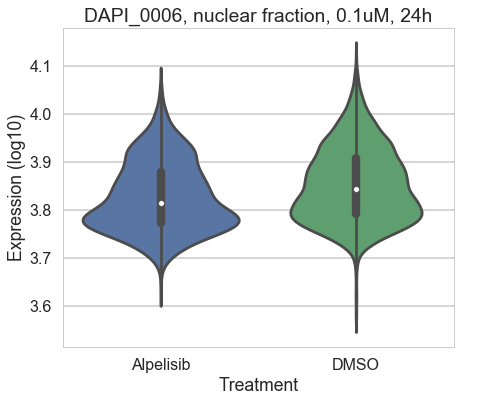 DAPI_0006, nuclear fraction, 0.1uM, 24h
Expression (log10)
4.1
4.0
3.9
3.8
3.7
3.6
Alpelisib
DMSO
Treatment